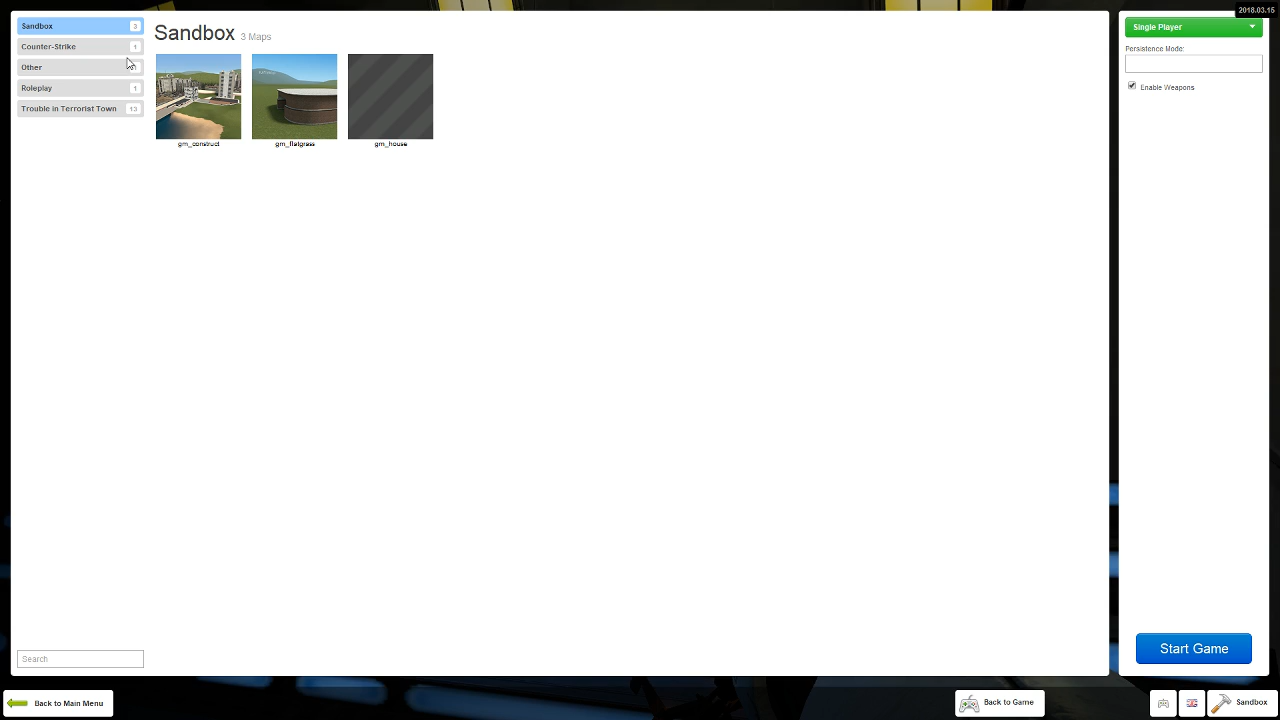 2018.03.15
Sandbox 3
Counter-Strike 1
Other
Roleplay 1
Trouble in Terrorist Town 13
Search
Sandbox 3 Maps
gm_construct
gm_flatgrass
gm_house
Single Player
Persistence Mode:
Enable Weapons
Start Game
Back to Main Menu
Back to Game
Sandbox